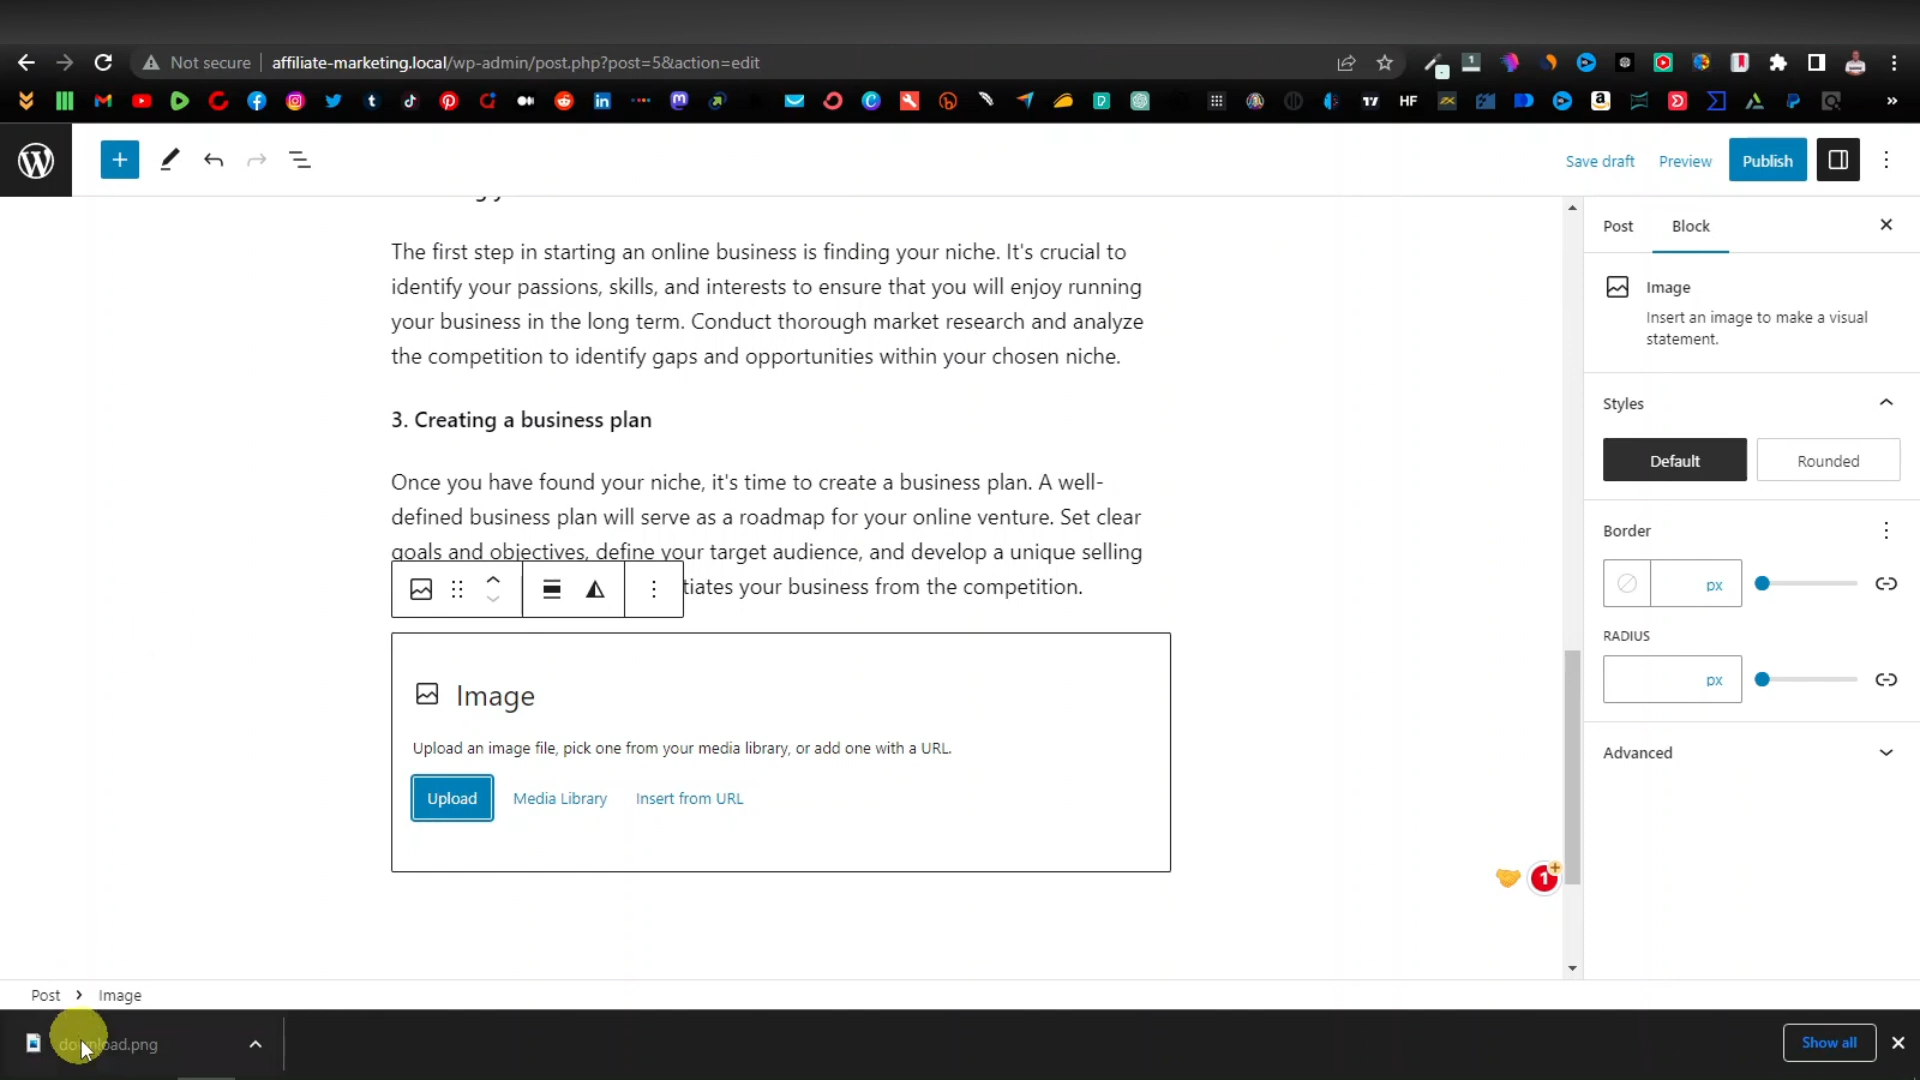 Not secure
affiliate-marketing.local/wp-admin/post.php?post=5&action=edit
1
HF
Save draft
Preview
Publish
The first step in starting an online business is finding your niche. It's crucial to
identify your passions, skills, and interests to ensure that you will enjoy running
your business in the long term. Conduct thorough market research and analyze
the competition to identify gaps and opportunities within your chosen niche.
3. Creating a business plan
Once you have found your niche, it's time to create a business plan. A well-
defined business plan will serve as a roadmap for your online venture. Set clear
goals and objectives, define your target audience, and develop a unique selling
tiates your business from the competition.
Image
Upload an image file, pick one from your media library, or add one with a URL.
Upload
Media Library
Insert from URL
1
Post
Block
Image
Insert an image to make a visual
statement.
Styles
Default
Rounded
Border
px
RADIUS
px
Advanced
Post
Image
download.png
Show all